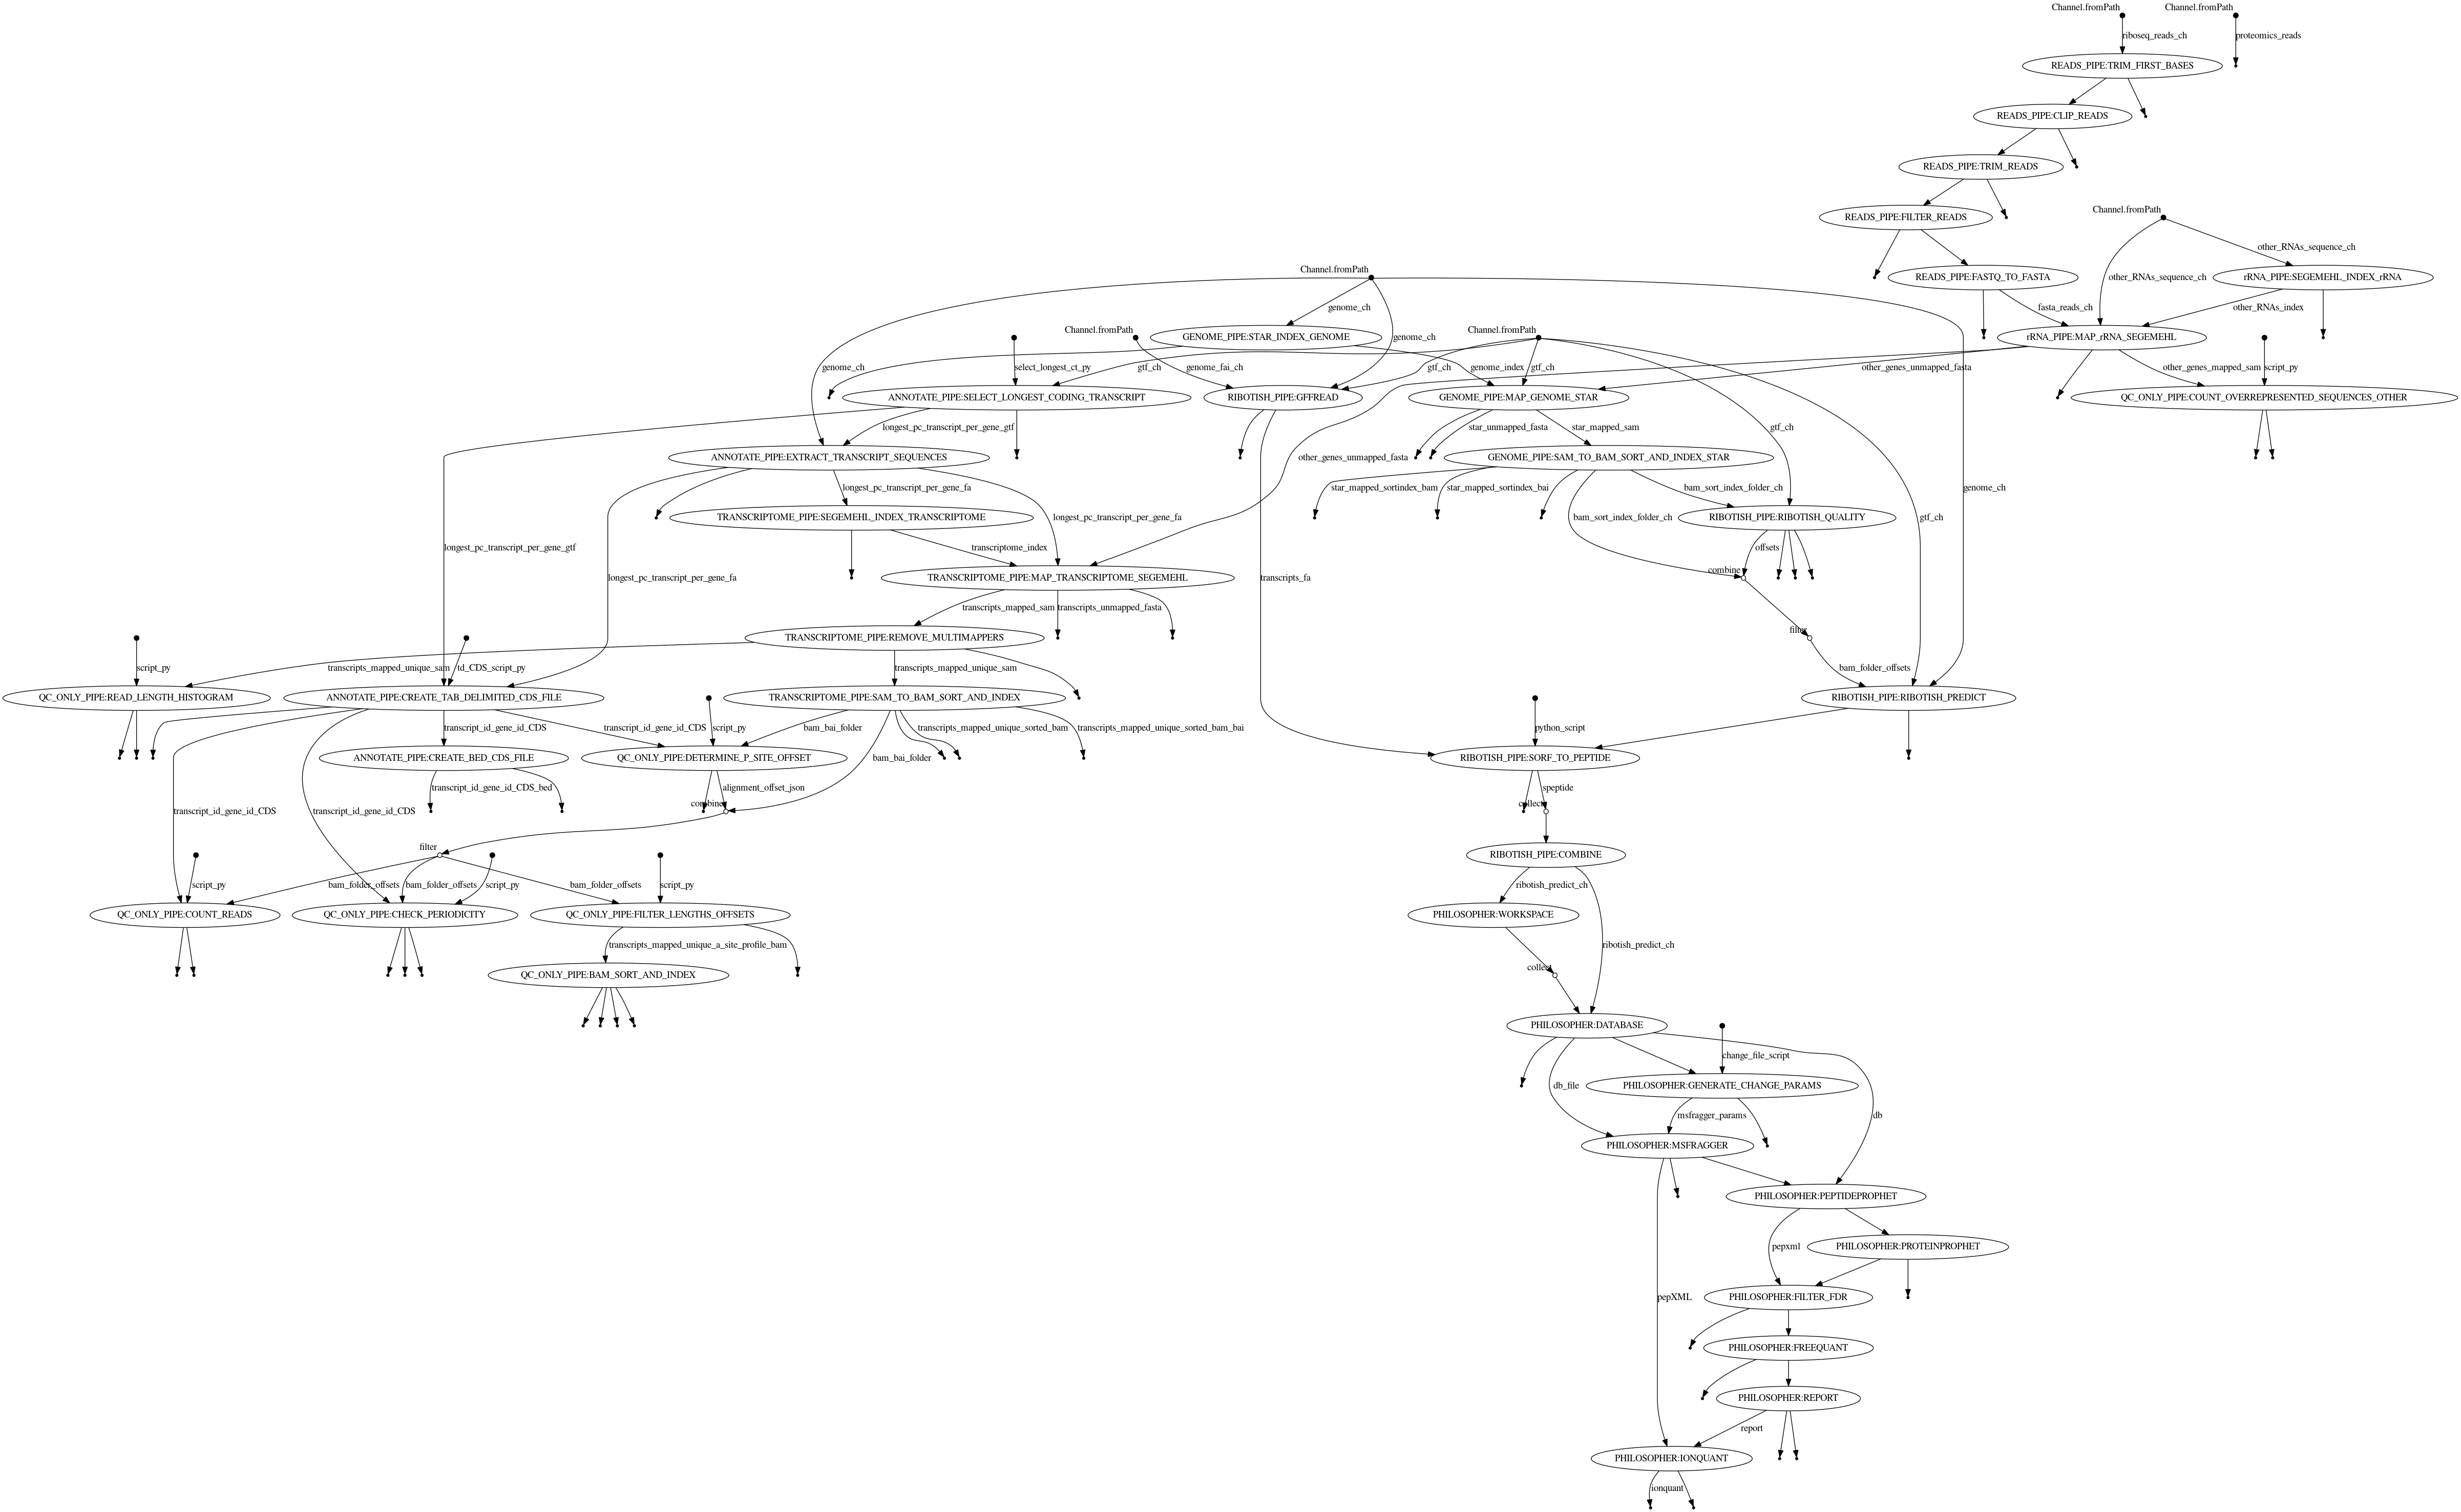 Channel.fromPath
Channel.fromPath
riboseq_reads_ch
proteomics_reads
READS_PIPE:TRIM_FIRST_BASES
READS_PIPE:CLIP_READS
READS_PIPE:TRIM_READS
READS_PIPE:FILTER_READS
Channel.fromPath
other_RNAs_sequence_ch
Channel.fromPath
READS_PIPE:FASTQ_TO_FASTA
other_RNAs_sequence_ch
rRNA_PIPE:SEGEMEHL_INDEX_rRNA
genome_ch
fasta_reads_ch
other_RNAs_index
Channel.fromPath
GENOME_PIPE:STAR_INDEX_GENOME
genome_ch
Channel.fromPath
rRNA_PIPE:MAP_rRNA_SEGEMEHL
genome_ch
select_longest_ct_py
gtf_ch
genome_fai_ch
gtf_ch
genome_index
gtf_ch
other_genes_unmapped_fasta
other_genes_mapped_sam
script_py
ANNOTATE_PIPE:SELECT_LONGEST_CODING_TRANSCRIPT
RIBOTISH_PIPE:GFFREAD
GENOME_PIPE:MAP_GENOME_STAR
QC_ONLY_PIPE:COUNT_OVERREPRESENTED_SEQUENCES_OTHER
longest_pc_transcript_per_gene_gtf
star_unmapped_fasta
star_mapped_sam
gtf_ch
ANNOTATE_PIPE:EXTRACT_TRANSCRIPT_SEQUENCES
other_genes_unmapped_fasta
GENOME_PIPE:SAM_TO_BAM_SORT_AND_INDEX_STAR
longest_pc_transcript_per_gene_fa
star_mapped_sortindex_bam
star_mapped_sortindex_bai
bam_sort_index_folder_ch
genome_ch
TRANSCRIPTOME_PIPE:SEGEMEHL_INDEX_TRANSCRIPTOME
longest_pc_transcript_per_gene_fa
bam_sort_index_folder_ch
RIBOTISH_PIPE:RIBOTISH_QUALITY
gtf_ch
longest_pc_transcript_per_gene_gtf
transcriptome_index
offsets
longest_pc_transcript_per_gene_fa
TRANSCRIPTOME_PIPE:MAP_TRANSCRIPTOME_SEGEMEHL
transcripts_fa
combine
transcripts_mapped_sam
transcripts_unmapped_fasta
TRANSCRIPTOME_PIPE:REMOVE_MULTIMAPPERS
filter
script_py
transcripts_mapped_unique_sam
td_CDS_script_py
transcripts_mapped_unique_sam
bam_folder_offsets
QC_ONLY_PIPE:READ_LENGTH_HISTOGRAM
ANNOTATE_PIPE:CREATE_TAB_DELIMITED_CDS_FILE
TRANSCRIPTOME_PIPE:SAM_TO_BAM_SORT_AND_INDEX
RIBOTISH_PIPE:RIBOTISH_PREDICT
transcript_id_gene_id_CDS
transcript_id_gene_id_CDS
script_py
bam_bai_folder
transcripts_mapped_unique_sorted_bam
transcripts_mapped_unique_sorted_bam_bai
python_script
ANNOTATE_PIPE:CREATE_BED_CDS_FILE
QC_ONLY_PIPE:DETERMINE_P_SITE_OFFSET
bam_bai_folder
RIBOTISH_PIPE:SORF_TO_PEPTIDE
transcript_id_gene_id_CDS_bed
alignment_offset_json
speptide
transcript_id_gene_id_CDS
transcript_id_gene_id_CDS
combine
collect
filter
RIBOTISH_PIPE:COMBINE
script_py
bam_folder_offsets
bam_folder_offsets
script_py
bam_folder_offsets
script_py
ribotish_predict_ch
QC_ONLY_PIPE:COUNT_READS
QC_ONLY_PIPE:CHECK_PERIODICITY
QC_ONLY_PIPE:FILTER_LENGTHS_OFFSETS
PHILOSOPHER:WORKSPACE
transcripts_mapped_unique_a_site_profile_bam
ribotish_predict_ch
QC_ONLY_PIPE:BAM_SORT_AND_INDEX
collect
PHILOSOPHER:DATABASE
change_file_script
db_file
PHILOSOPHER:GENERATE_CHANGE_PARAMS
msfragger_params
db
PHILOSOPHER:MSFRAGGER
PHILOSOPHER:PEPTIDEPROPHET
pepxml
PHILOSOPHER:PROTEINPROPHET
pepXML
PHILOSOPHER:FILTER_FDR
PHILOSOPHER:FREEQUANT
PHILOSOPHER:REPORT
report
PHILOSOPHER:IONQUANT
ionquant